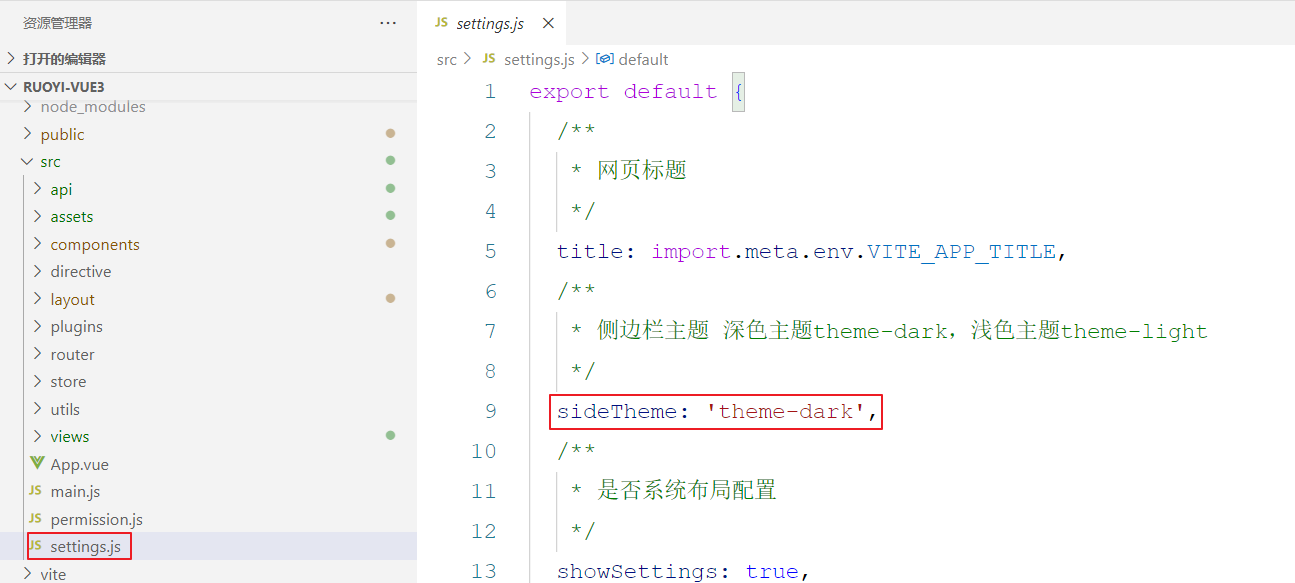 资源管理器 ···
打开的编辑器
RUOYI-VUE3
node_modules
public
src
api
assets
components
directive
layout
plugins
router
store
utils
views
App.vue
JS main.js
JS permission.js
JS settings.js
vite
JS settings.js
src > JS settings.js > default
1 export default {
2 /**
3 * 网页标题
4 */
5 title: import.meta.env.VITE_APP_TITLE,
6 /**
7 * 侧边栏主题 深色主题theme-dark，浅色主题theme-light
8 */
9 sideTheme: 'theme-dark',
10 /**
11 * 是否系统布局配置
12 */
13 showSettings: true,